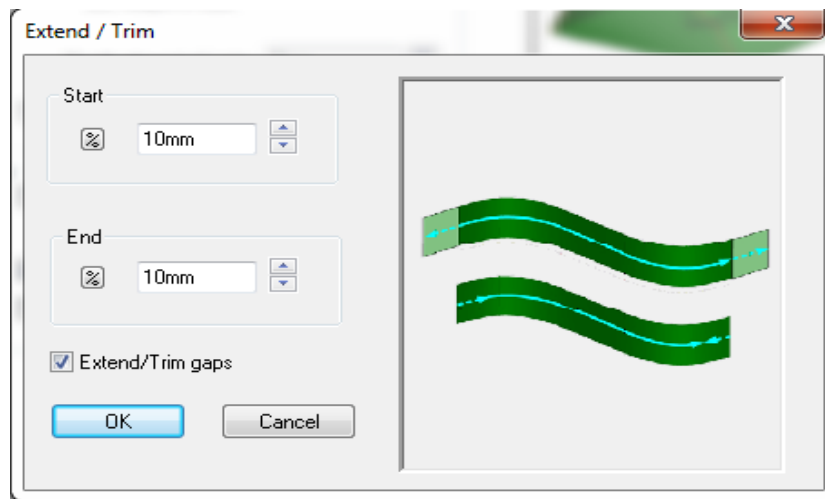 Extend / Trim
Start
% 10mm
End
% 10mm
Extend/Trim gaps
OK Cancel